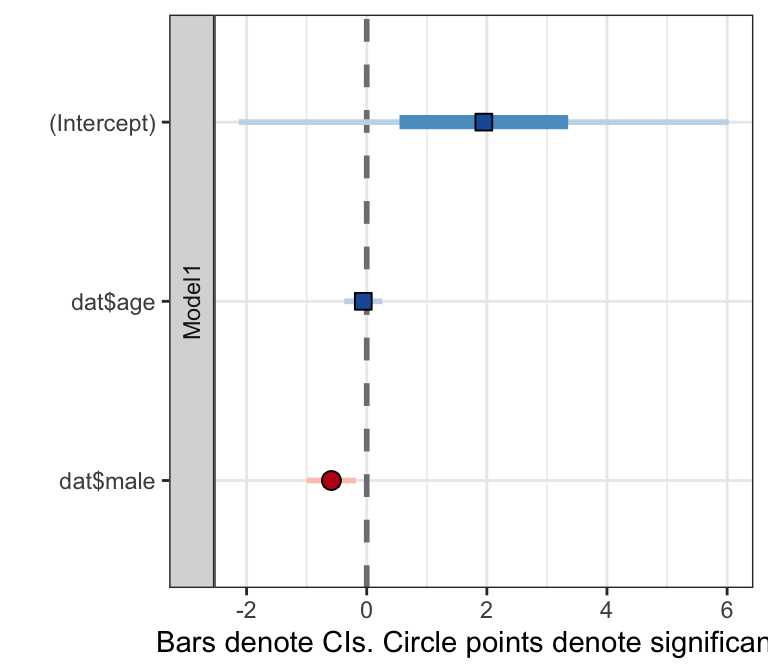 (Intercept)
dat$age
dat$male
Model1
-2 0 2 4 6
Bars denote CIs. Circle points denote significan